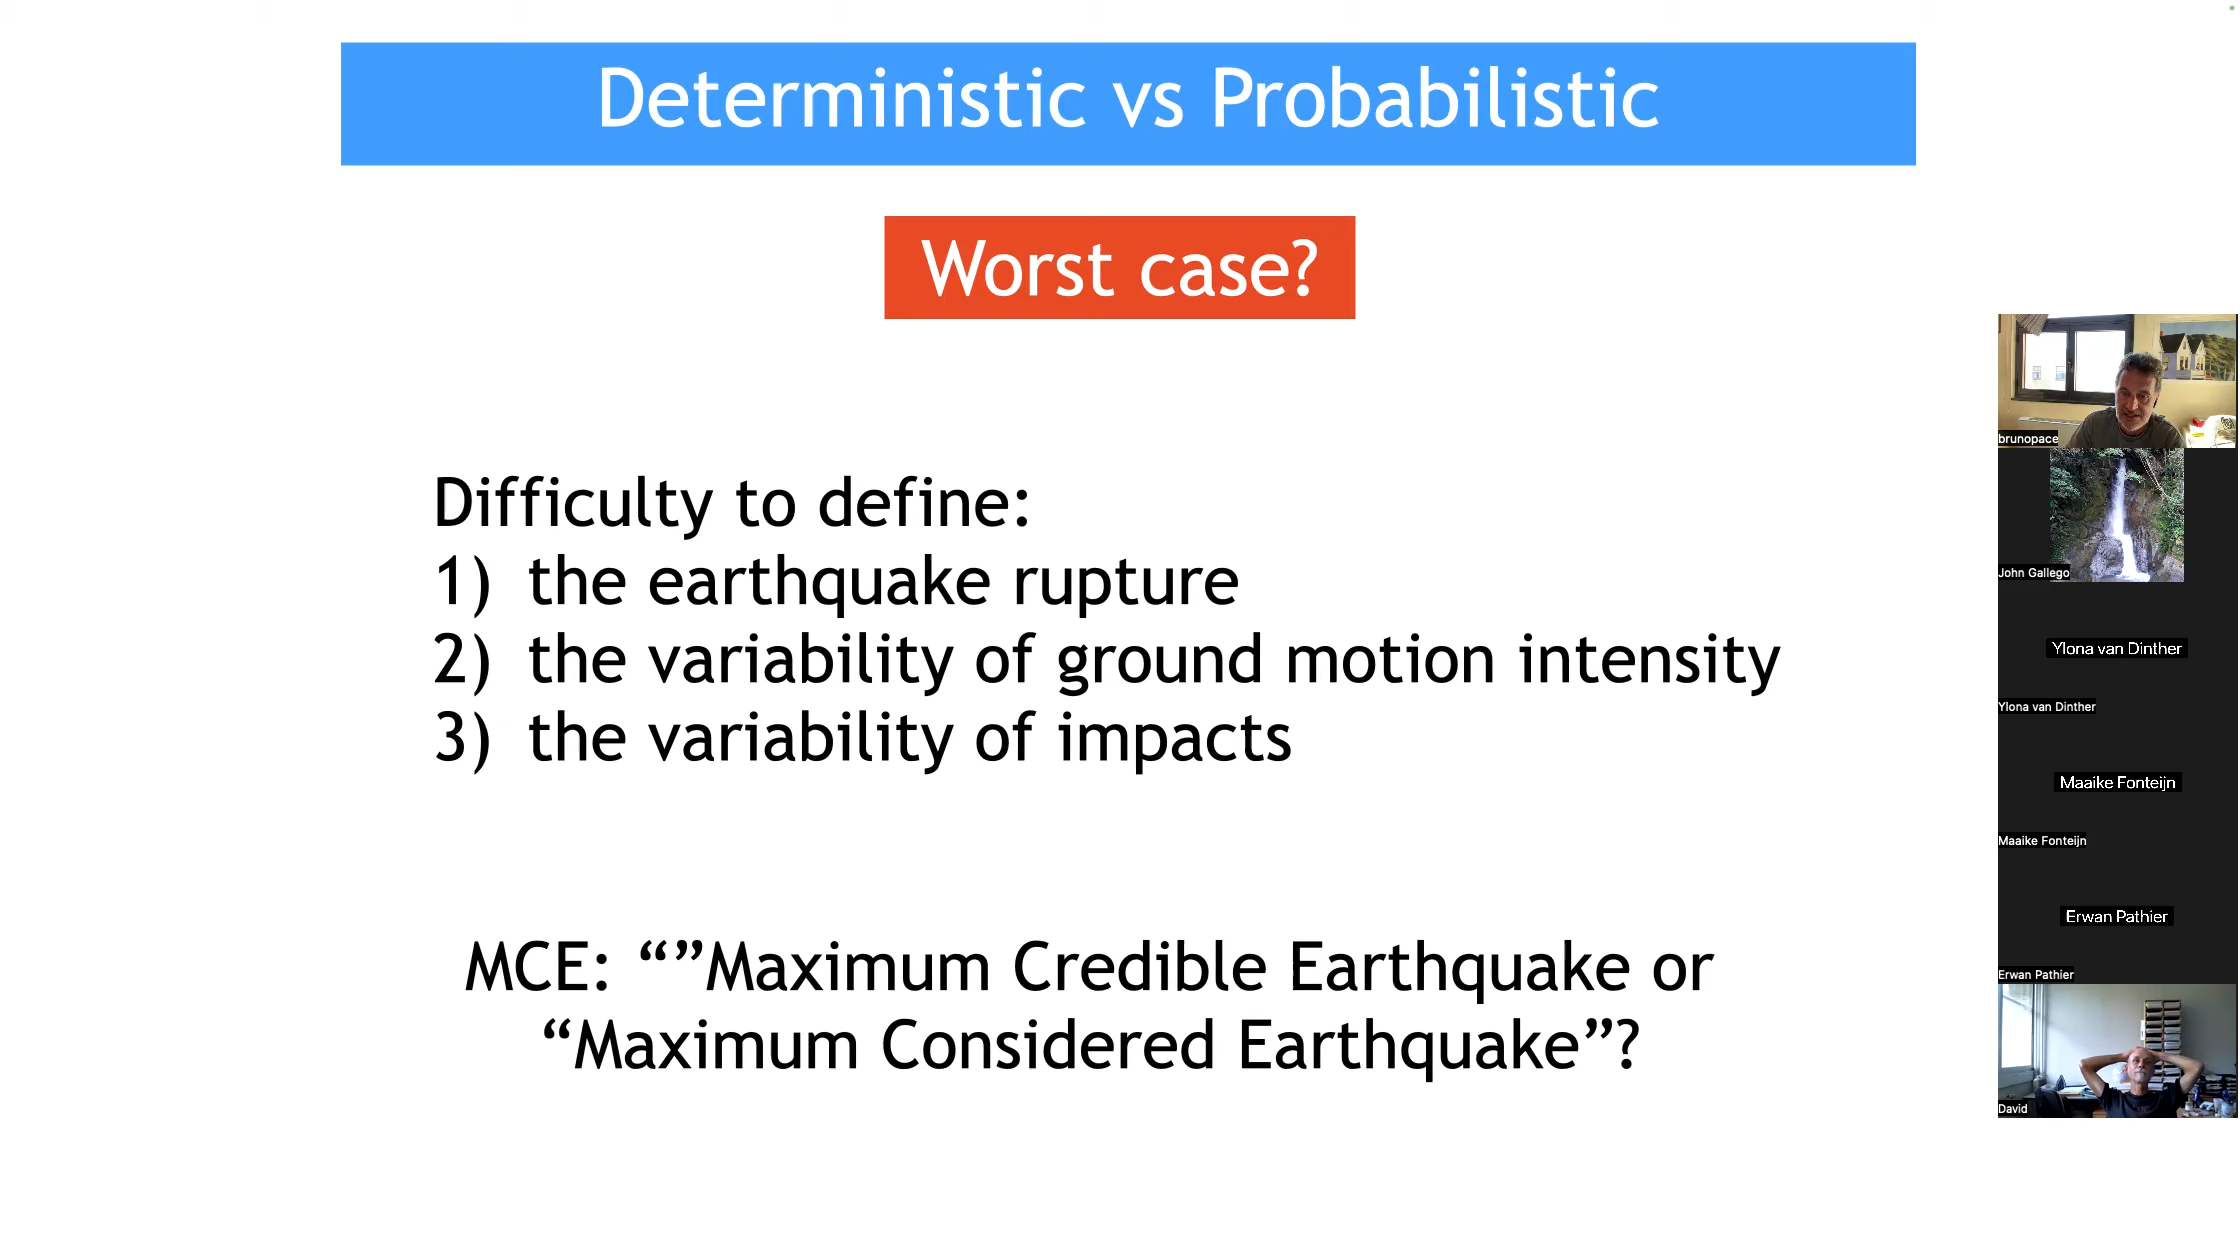 Deterministic vs Probabilistic
Worst case?
Difficulty to define:
1) the earthquake rupture
2) the variability of ground motion intensity
3) the variability of impacts
MCE: “”Maximum Credible Earthquake or
“Maximum Considered Earthquake”?
brunopace
John Gallego
Ylona van Dinther
Ylona van Dinther
Maaike Fonteijn
Maaike Fonteijn
Erwan Pathier
Erwan Pathier
David